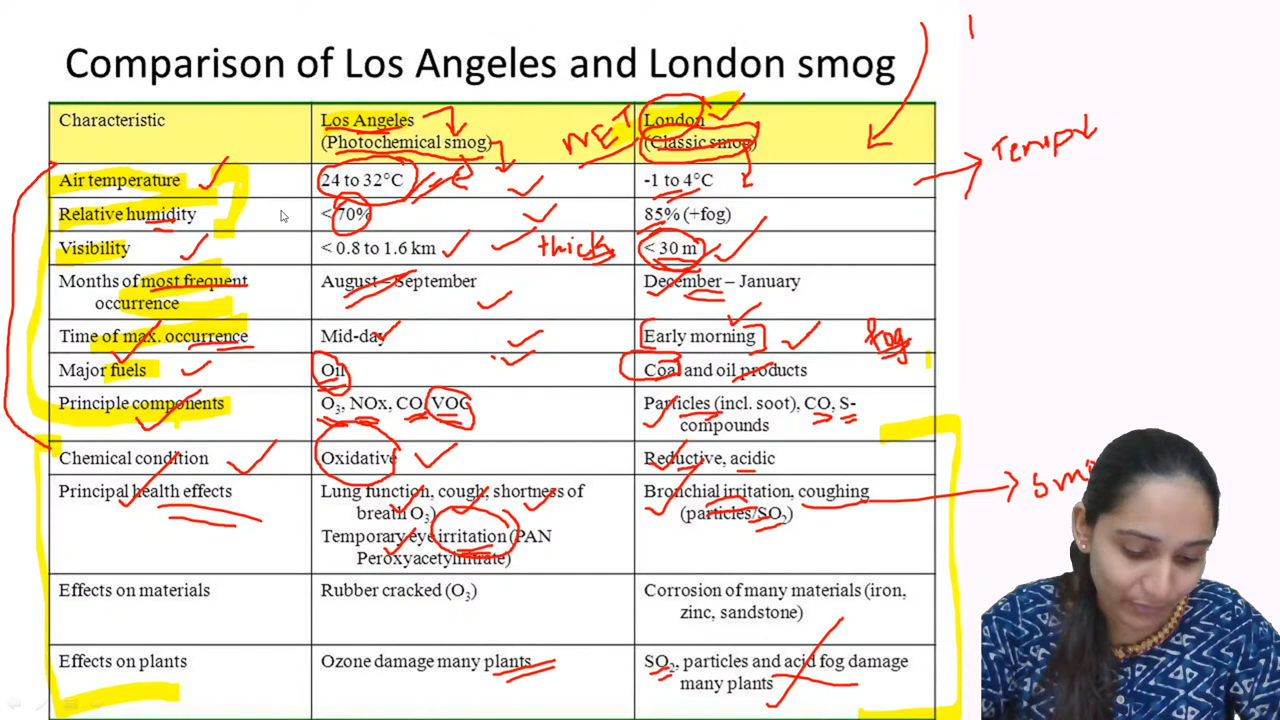 Comparison of Los Angeles and London smog
Characteristic
Los Angeles
(Photochemical smog)
NET
London
(Classic smog)
Air temperature
24 to 32°C
-1 to 4°C
Temp↓
Relative humidity
< 70%
85% (+fog)
Visibility
< 0.8 to 1.6 km
thick
< 30 m
Months of most frequent
occurrence
August – September
December – January
Time of max. occurrence
Mid-day
Early morning
fog
Major fuels
Oil
Coal and oil products
Principle components
O3, NOx, CO, VOC
Particles (incl. soot), CO, S-
compounds
Chemical condition
Oxidative
Reductive, acidic
Principal health effects
Lung function, cough, shortness of
breath O3)
Temporary eye irritation (PAN
Peroxyacetylnitrate)
Bronchial irritation, coughing
(particles/SO2)
Effects on materials
Rubber cracked (O3)
Corrosion of many materials (iron,
zinc, sandstone)
Effects on plants
Ozone damage many plants
SO2, particles and acid fog damage
many plants